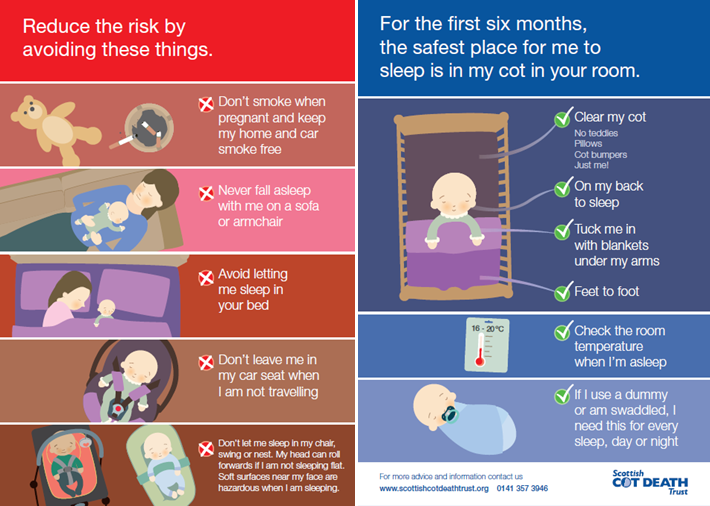 Reduce the risk by
avoiding these things.
Don't smoke when
pregnant and keep
my home and car
smoke free
Never fall asleep
with me on a sofa
or armchair
Avoid letting
me sleep in
your bed
Don't leave me in
my car seat when
I am not travelling
Don't let me sleep in my chair,
swing or nest. My head can roll
forwards if I am not sleeping flat.
Soft surfaces near my face are
hazardous when I am sleeping.
For the first six months,
the safest place for me to
sleep is in my cot in your room.
Clear my cot
No teddies
Pillows
Cot bumpers
Just me!
On my back
to sleep
Tuck me in
with blankets
under my arms
Feet to foot
16 - 20°C
Check the room
temperature
when I'm asleep
If I use a dummy
or am swaddled, I
need this for every
sleep, day or night
For more advice and information contact us
www.scottishcotdeathtrust.org 0141 357 3946
Scottish
COT DEATH
Trust